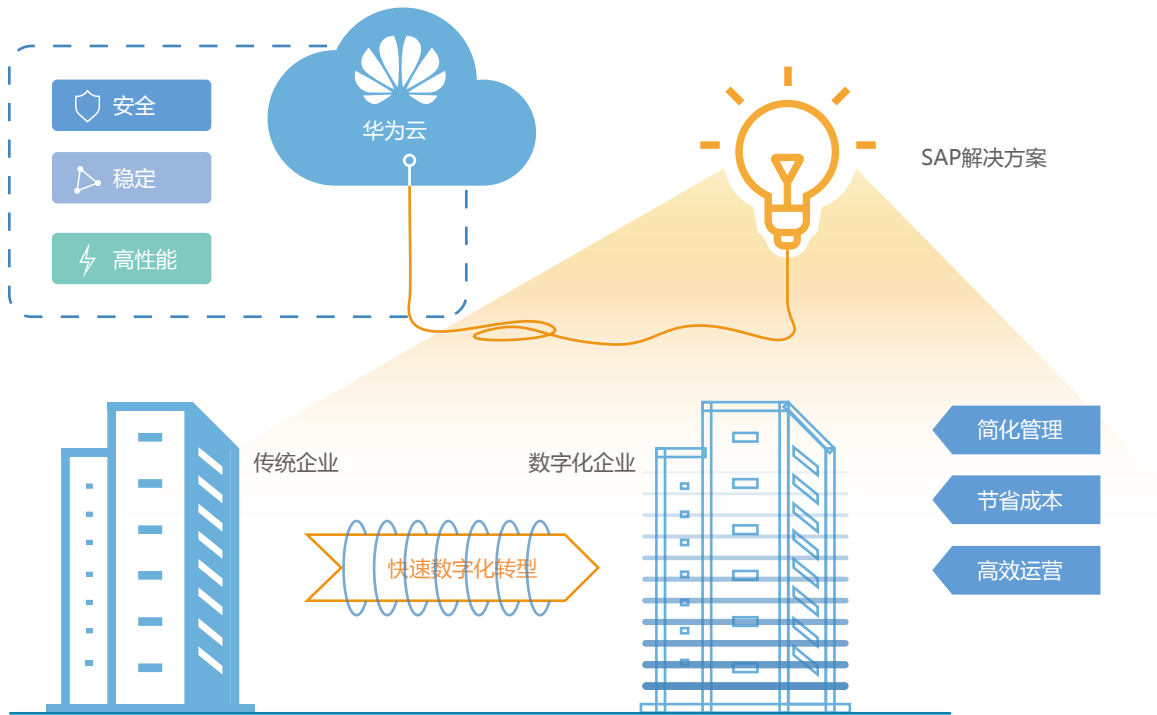 华为云
安全
稳定
高性能
SAP解决方案
传统企业
数字化企业
快速数字化转型
简化管理
节省成本
高效运营